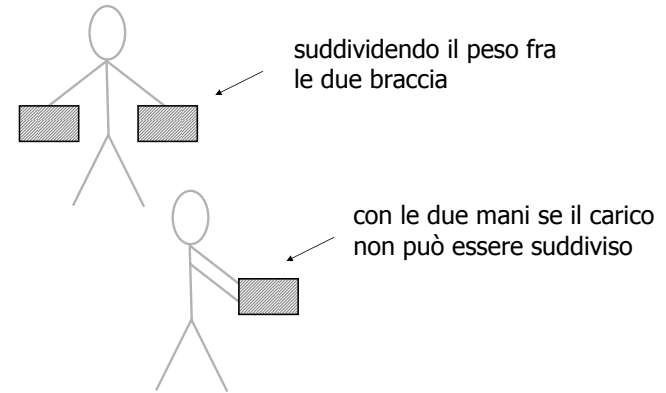 suddividendo il peso fra
le due braccia
con le due mani se il carico
non può essere suddiviso